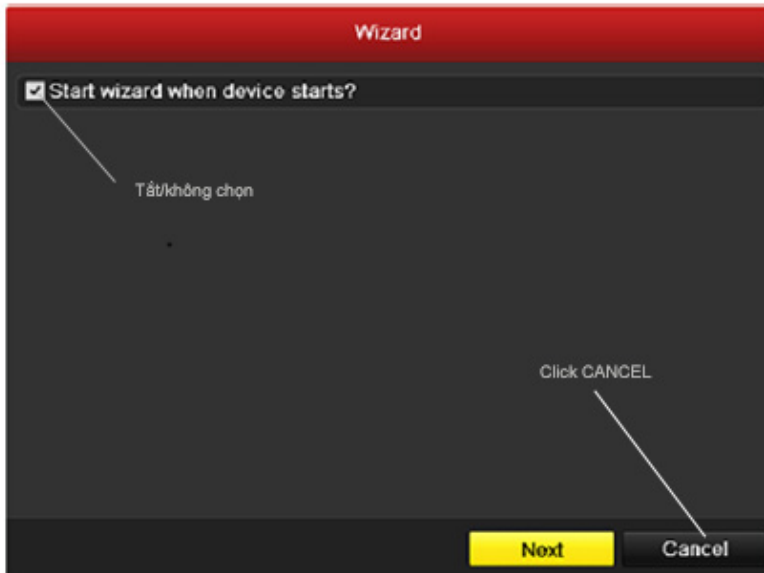 Wizard
Start wizard when device starts?
Tắt/không chọn
Click CANCEL
Next
Cancel